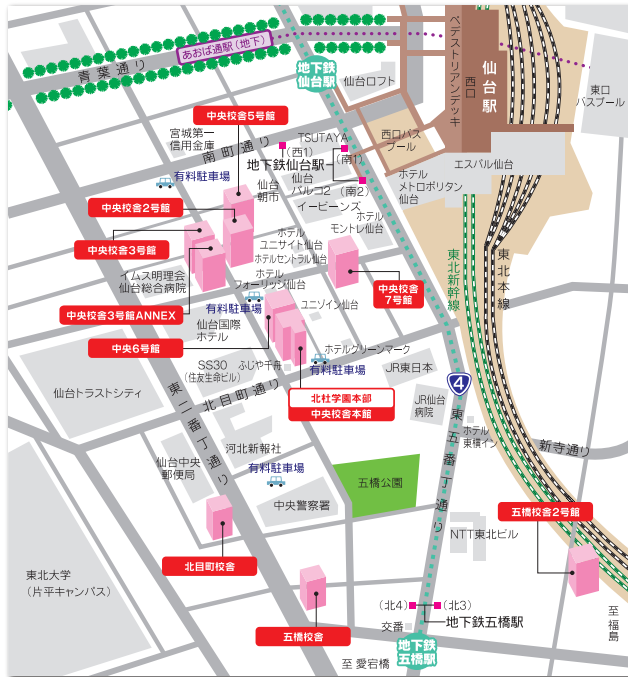 あおば通駅(地下)
青葉通り
地下鉄
仙台駅
仙台ロフト
ペデストリアンデッキ
西口
仙台駅
東口
バスプール
中央校舎5号館
宮城第一
信用金庫
南町通り
TSUTAYA
(西1)
(南1)
地下鉄仙台駅
(南2)
西口バス
プール
エスパル仙台
有料駐車場
仙台
朝市
仙台
パルコ2
イービーンズ
ホテル
メトロポリタン
仙台
中央校舎2号館
ホテル
モントレ仙台
中央校舎3号館
ホテル
ユニサイト仙台
ホテルセントラル仙台
イムス明理会
仙台総合病院
ホテル
フォーリッジ仙台
中央校舎
7号館
東北新幹線
東北本線
中央校舎3号館ANNEX
有料駐車場
ユニゾイン仙台
仙台国際
ホテル
中央6号館
ホテルグリーンマーク
SS30
(住友生命ビル)
ふじや千舟
有料駐車場
JR東日本
仙台トラストシティ
東二番丁通り
北目町通り
北杜学園本部
中央校舎本館
4
JR仙台
病院
東五番丁通り
ホテル
東横イン
新寺通り
河北新報社
仙台中央
郵便局
有料駐車場
五橋公園
中央警察署
五橋校舎2号館
NTT東北ビル
北目町校舎
東北大学
(片平キャンパス)
(北4)
(北3)
地下鉄五橋駅
交番
至福島
五橋校舎
地下鉄
五橋駅
至 愛宕橋